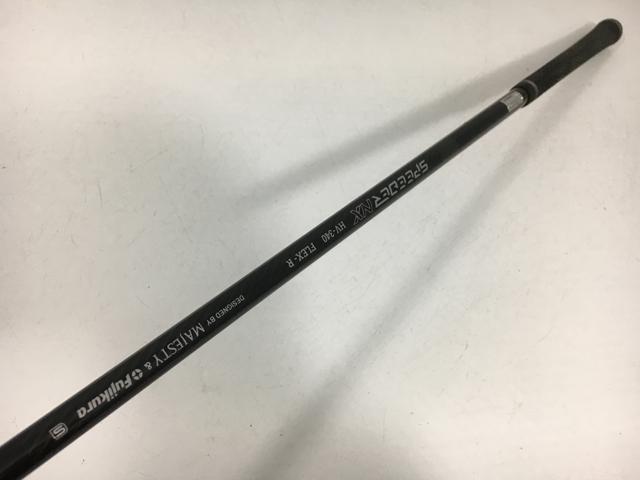 SPEEDER NX HV-340 FLEX-R
DESIGNED BY MAJESTY & Fujikura S